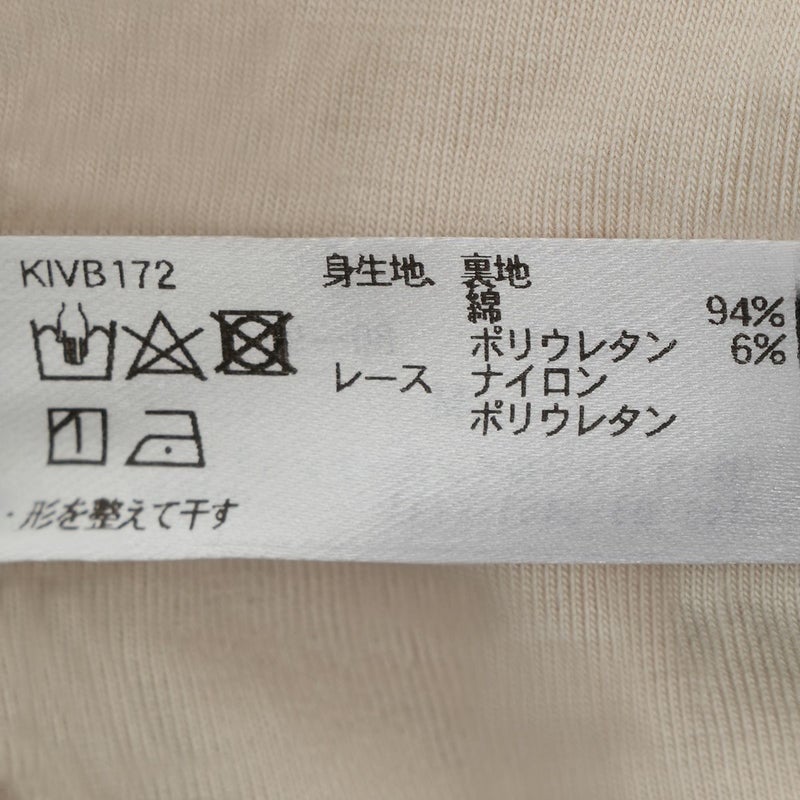 KIVB172
身生地、裏地
綿 94%
ポリウレタン 6%
レース ナイロン
ポリウレタン
・形を整えて干す